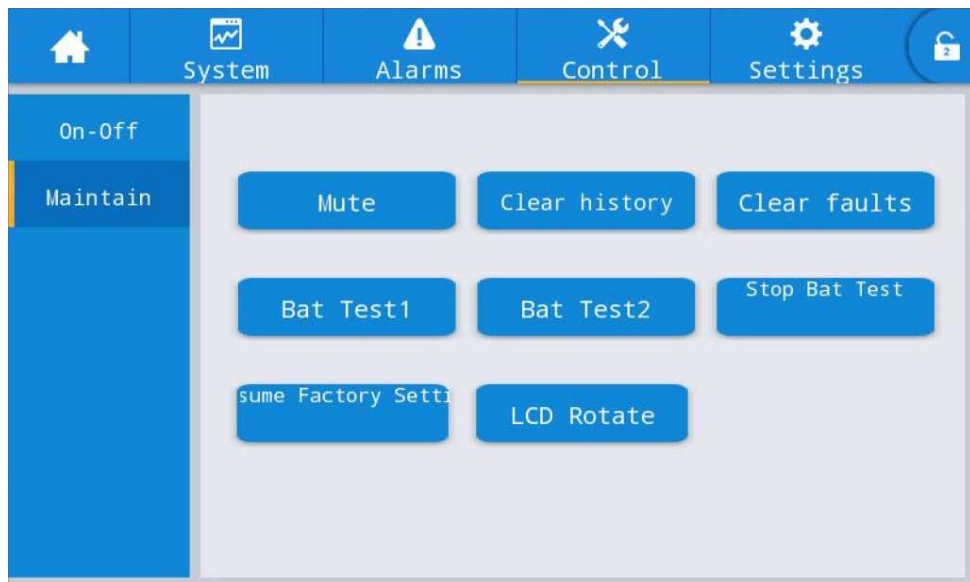 System
Alarms
Control
Settings
2
On-Off
Maintain
Mute
Clear history
Clear faults
Bat Test1
Bat Test2
Stop Bat Test
sume Factory Setti
LCD Rotate